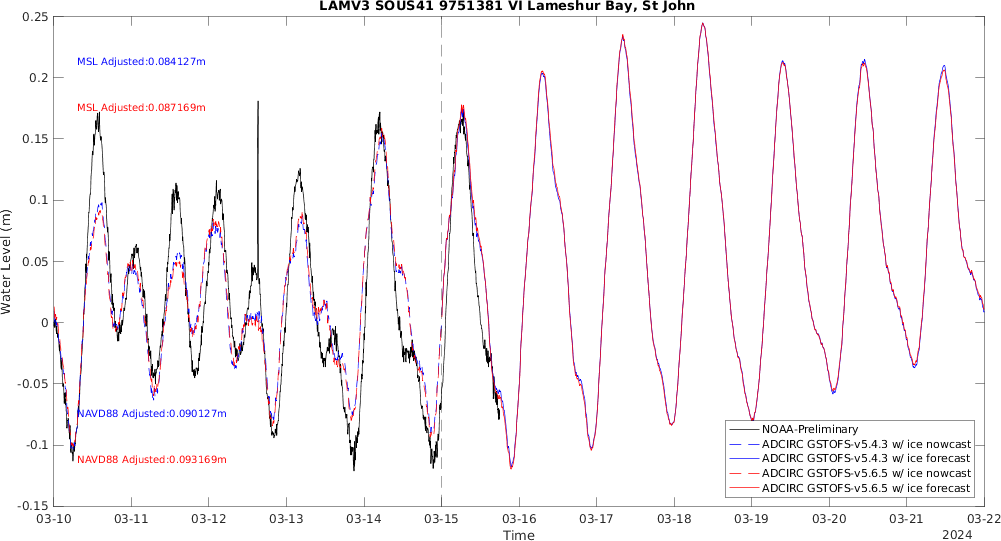 LAMV3 SOUS41 9751381 VI Lameshur Bay, St John
0.25
0.2
0.15
0.1
0.05
0
-0.05
-0.1
-0.15
Water Level (m)
MSL Adjusted:0.084127m
MSL Adjusted:0.087169m
NAVD88 Adjusted:0.090127m
NAVD88 Adjusted:0.093169m
NOAA-Preliminary
ADCIRC GSTOFS-v5.4.3 w/ ice nowcast
ADCIRC GSTOFS-v5.4.3 w/ ice forecast
ADCIRC GSTOFS-v5.6.5 w/ ice nowcast
ADCIRC GSTOFS-v5.6.5 w/ ice forecast
03-10 03-11 03-12 03-13 03-14 03-15 03-16 03-17 03-18 03-19 03-20 03-21 03-22
Time
2024